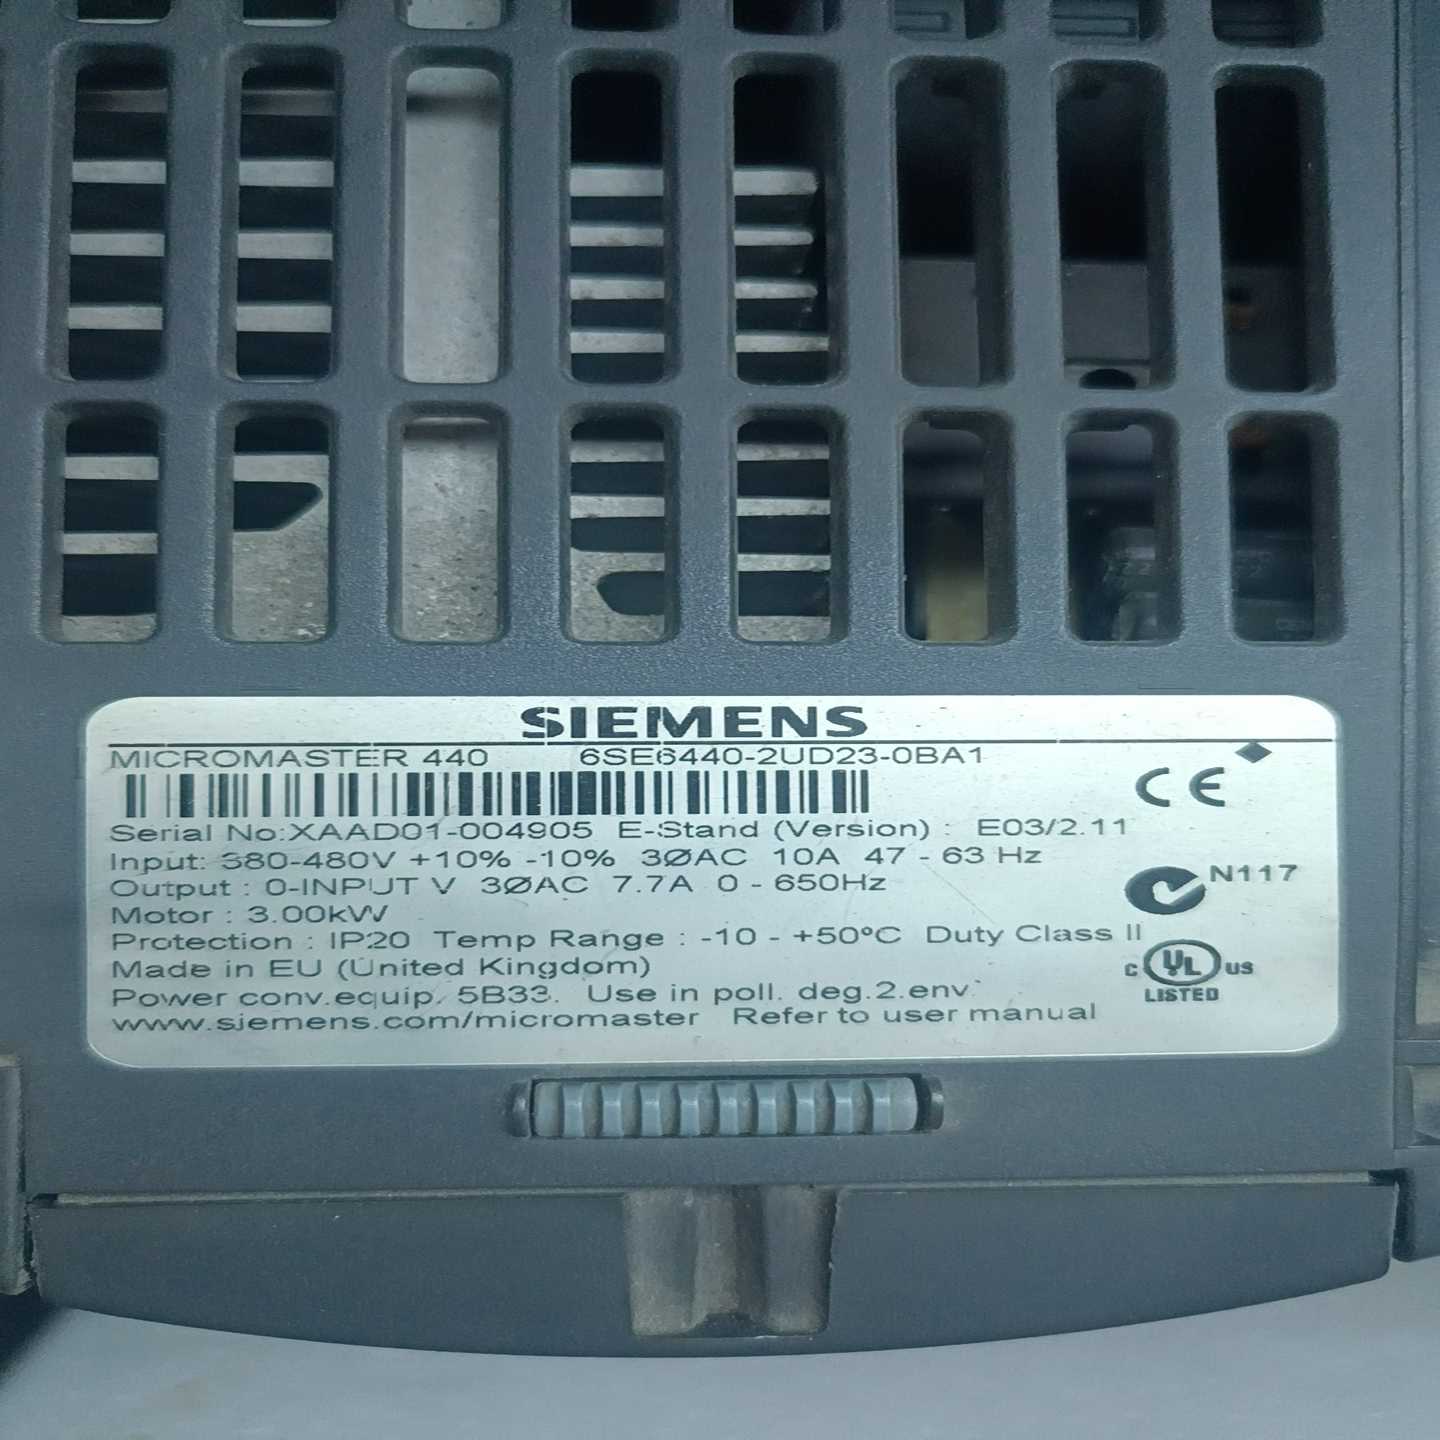 SIEMENS
MICROMASTER 440 6SE6440-2UD23-0BA1
CE
Serial No:XAAD01-004905 E-Stand (Version) : E03/2.11
Input: 380-480V +10% -10% 3ØAC 10A 47 - 63 Hz
Output : 0-INPUT V 3ØAC 7.7A 0 - 650Hz
N117
Motor : 3.00kW
Protection : IP20 Temp Range : -10 - +50°C Duty Class II
Made in EU (United Kingdom)
C UL US
LISTED
Power conv.equip. 5B33. Use in poll. deg.2.env.
www.siemens.com/micromaster Refer to user manual